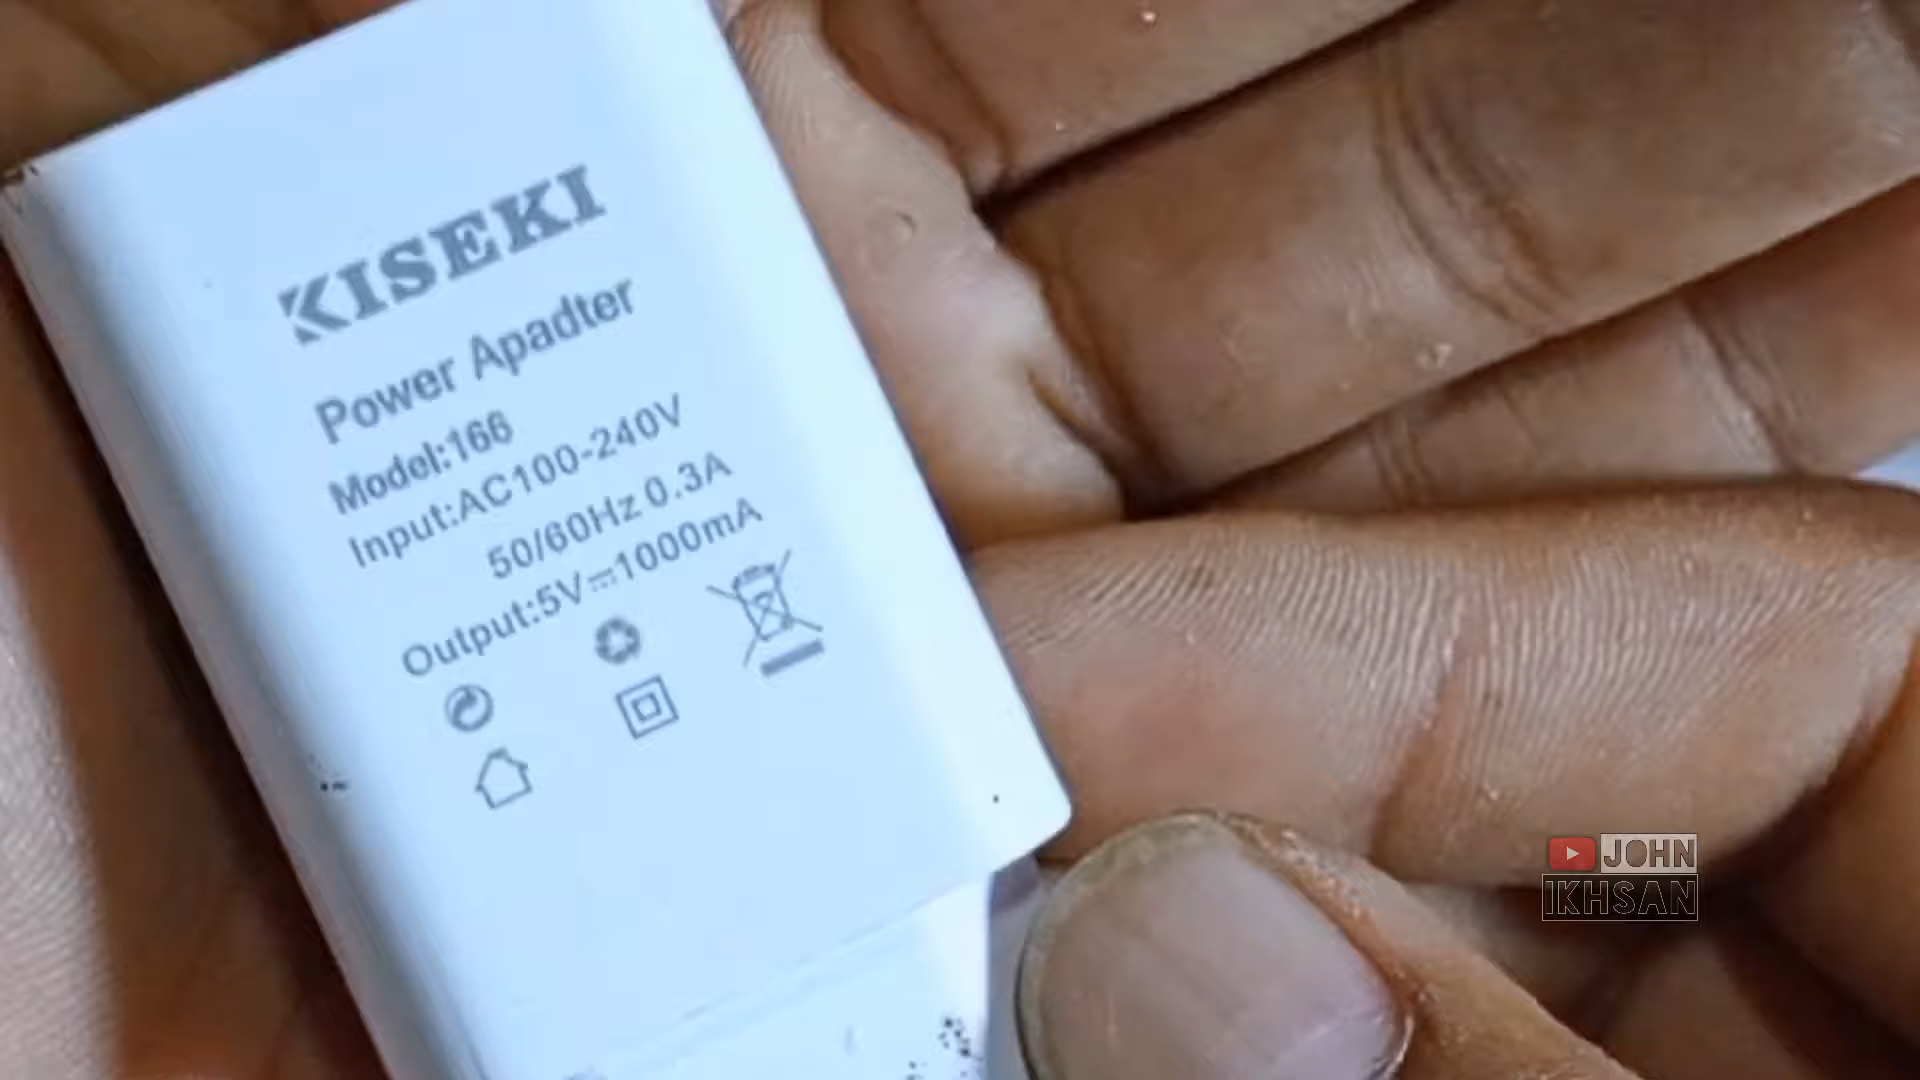 KISEKI
Power Apadter
Model:166
Input:AC100-240V
50/60Hz 0.3A
Output:5V⎓1000mA
JOHN
IKHSAN